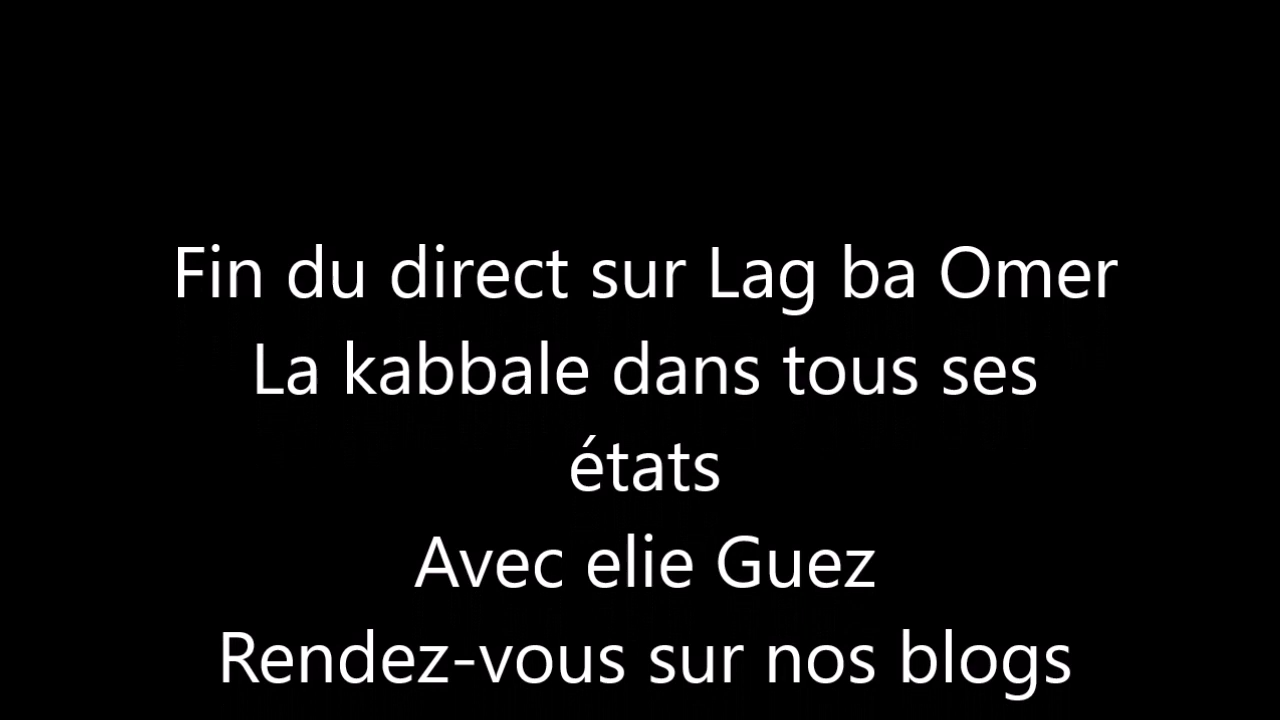 Fin du direct sur Lag ba Omer
La kabbale dans tous ses
états
Avec elie Guez
Rendez-vous sur nos blogs